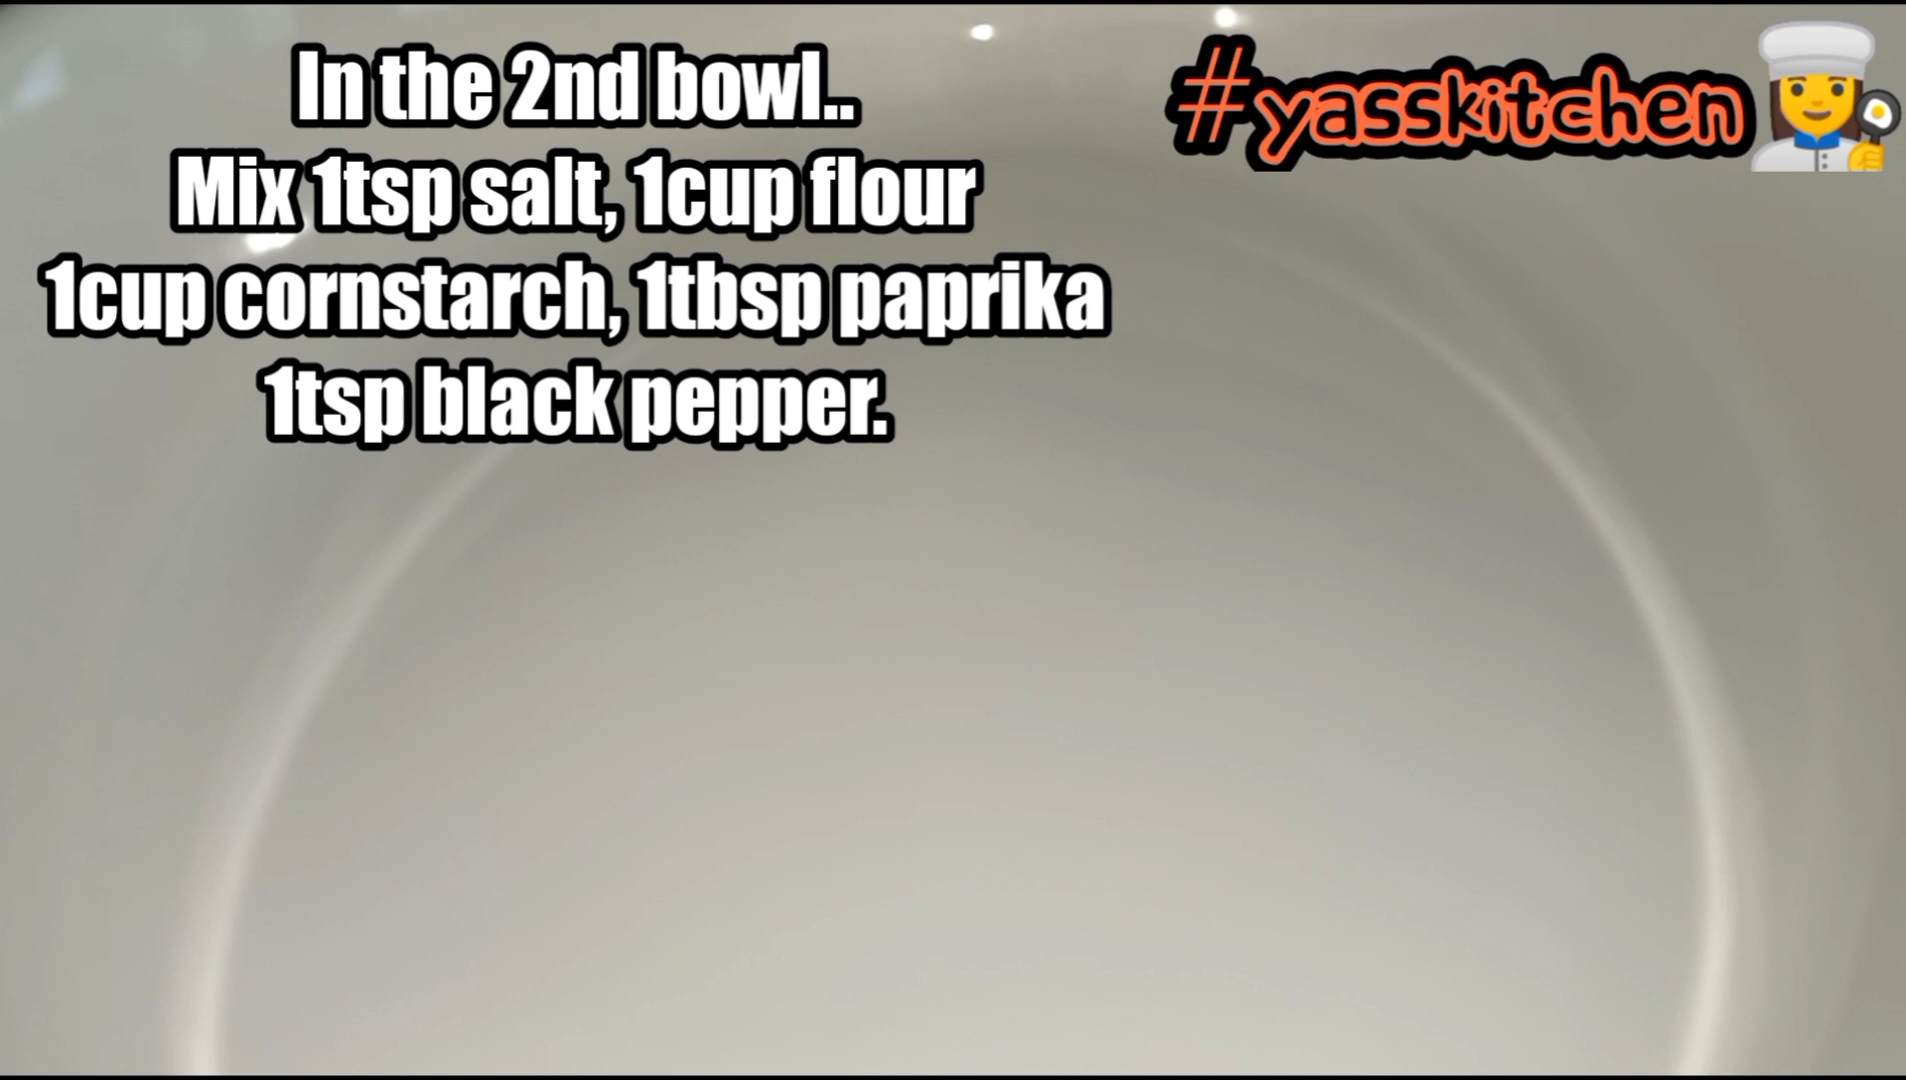 In the 2nd bowl..
Mix 1tsp salt, 1cup flour
1cup cornstarch, 1tbsp paprika
1tsp black pepper.
#yasskitchen